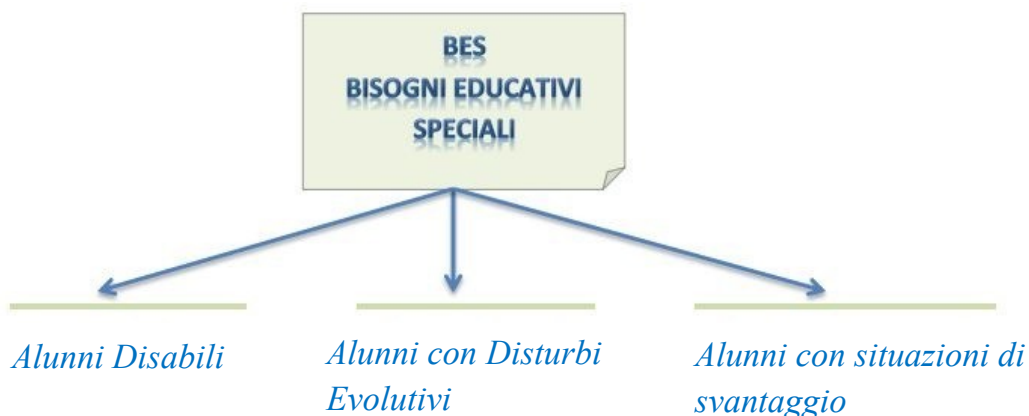 BES
BISOGNI EDUCATIVI
SPECIALI
Alunni Disabili
Alunni con Disturbi
Evolutivi
Alunni con situazioni di
svantaggio